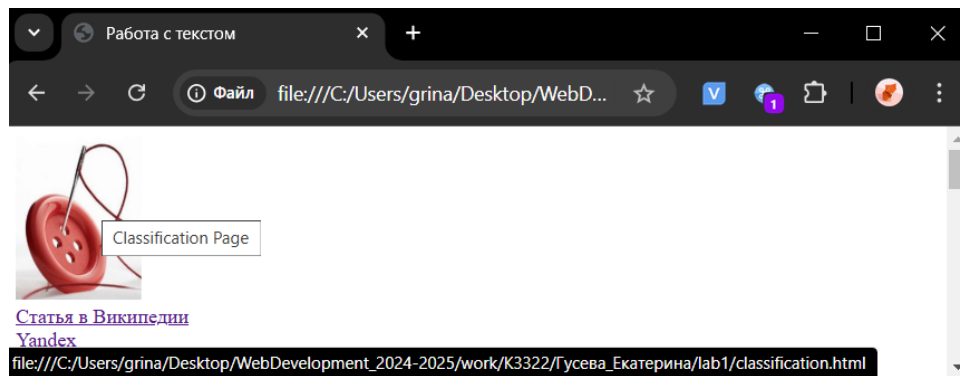 Работа с текстом
Файл file:///C:/Users/grina/Desktop/WebD...
1
Classification Page
Статья в Википедии
Yandex
file:///C:/Users/grina/Desktop/WebDevelopment_2024-2025/work/K3322/Гусева_Екатерина/lab1/classification.html